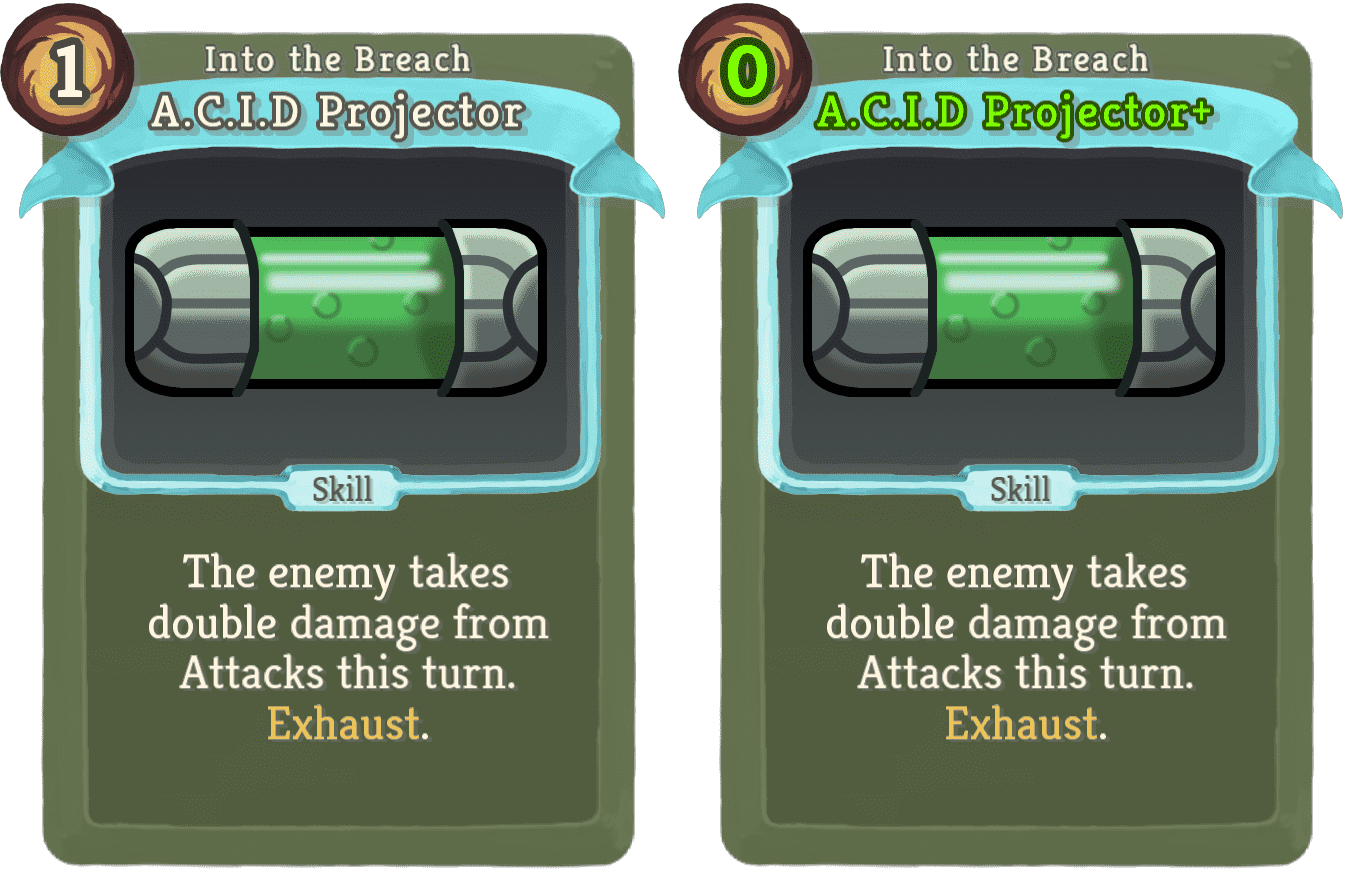 1
Into the Breach
A.C.I.D Projector
Skill
The enemy takes
double damage from
Attacks this turn.
Exhaust.
0
Into the Breach
A.C.I.D Projector+
Skill
The enemy takes
double damage from
Attacks this turn.
Exhaust.